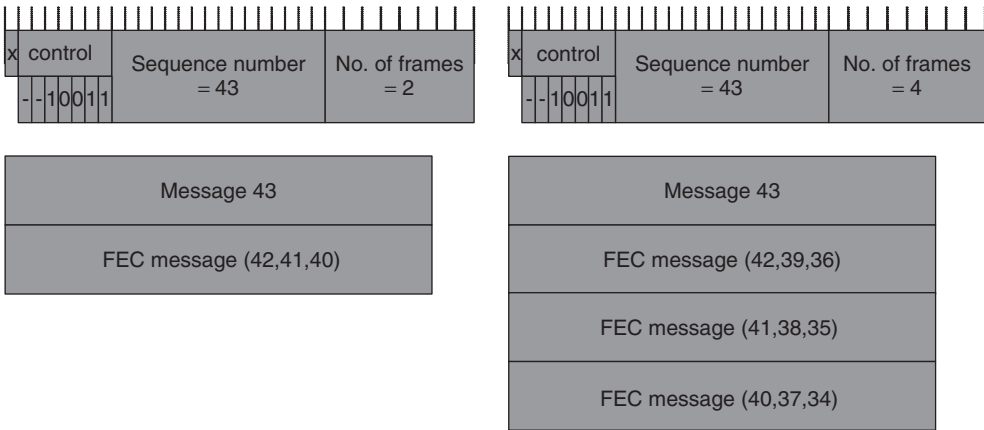 x control
Sequence number
= 43
No. of frames
= 2
- - 1 0 0 1 1
Message 43
FEC message (42,41,40)
x control
Sequence number
= 43
No. of frames
= 4
- - 1 0 0 1 1
Message 43
FEC message (42,39,36)
FEC message (41,38,35)
FEC message (40,37,34)